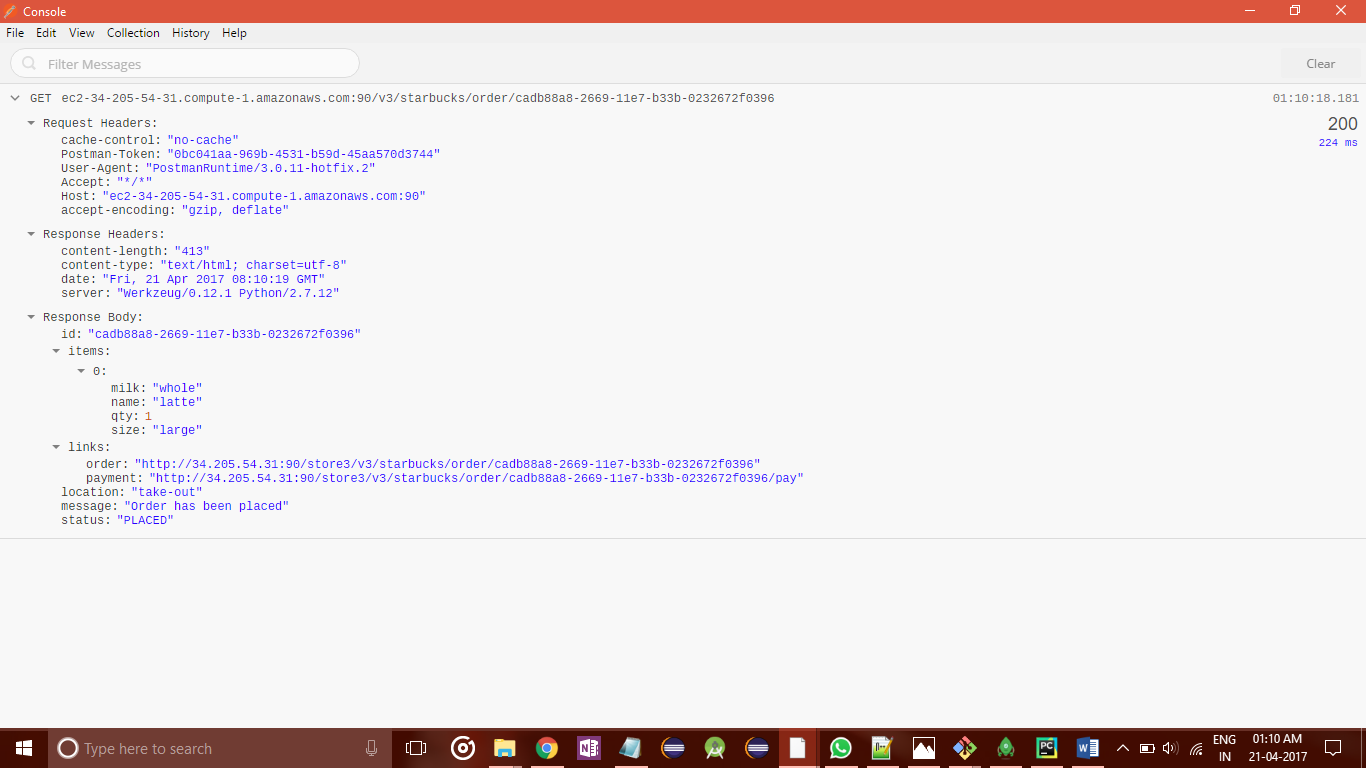 Console
File Edit View Collection History Help
Filter Messages
Clear
GET ec2-34-205-54-31.compute-1.amazonaws.com:90/v3/starbucks/order/cadb88a8-2669-11e7-b33b-0232672f0396
01:10:18.181
Request Headers:
200
cache-control: "no-cache"
224 ms
Postman-Token: "0bc041aa-969b-4531-b59d-45aa570d3744"
User-Agent: "PostmanRuntime/3.0.11-hotfix.2"
Accept: "*/*"
Host: "ec2-34-205-54-31.compute-1.amazonaws.com:90"
accept-encoding: "gzip, deflate"
Response Headers:
content-length: "413"
content-type: "text/html; charset=utf-8"
date: "Fri, 21 Apr 2017 08:10:19 GMT"
server: "Werkzeug/0.12.1 Python/2.7.12"
Response Body:
id: "cadb88a8-2669-11e7-b33b-0232672f0396"
items:
0:
milk: "whole"
name: "latte"
qty: 1
size: "large"
links:
order: "http://34.205.54.31:90/store3/v3/starbucks/order/cadb88a8-2669-11e7-b33b-0232672f0396"
payment: "http://34.205.54.31:90/store3/v3/starbucks/order/cadb88a8-2669-11e7-b33b-0232672f0396/pay"
location: "take-out"
message: "Order has been placed"
status: "PLACED"
Type here to search
N
PC
W
ENG
IN
01:10 AM
21-04-2017